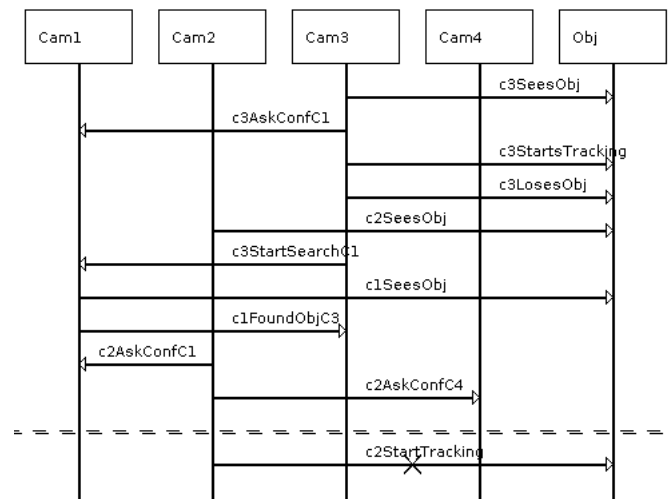 Cam1 Cam2 Cam3 Cam4 Obj
c3SeesObj
c3AskConfC1
c3StartsTracking
c3LosesObj
c2SeesObj
c3StartSearchC1
c1SeesObj
c1FoundObjC3
c2AskConfC1
c2AskConfC4
c2StartTracking